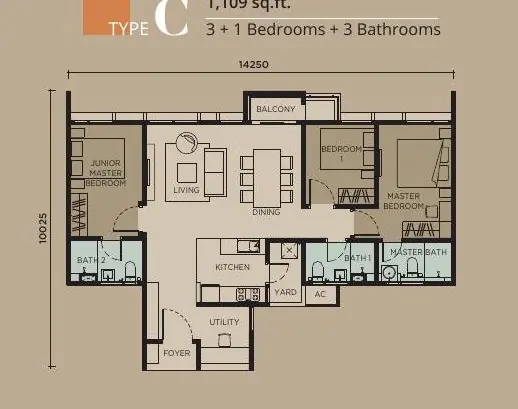 1,109 sq.ft.
TYPE C
3 + 1 Bedrooms + 3 Bathrooms
14250
BALCONY
JUNIOR
MASTER
BEDROOM
BEDROOM
1
LIVING
MASTER
BEDROOM
DINING
10025
BATH 2
KITCHEN
BATH 1
MASTER BATH
YARD
AC
UTILITY
FOYER